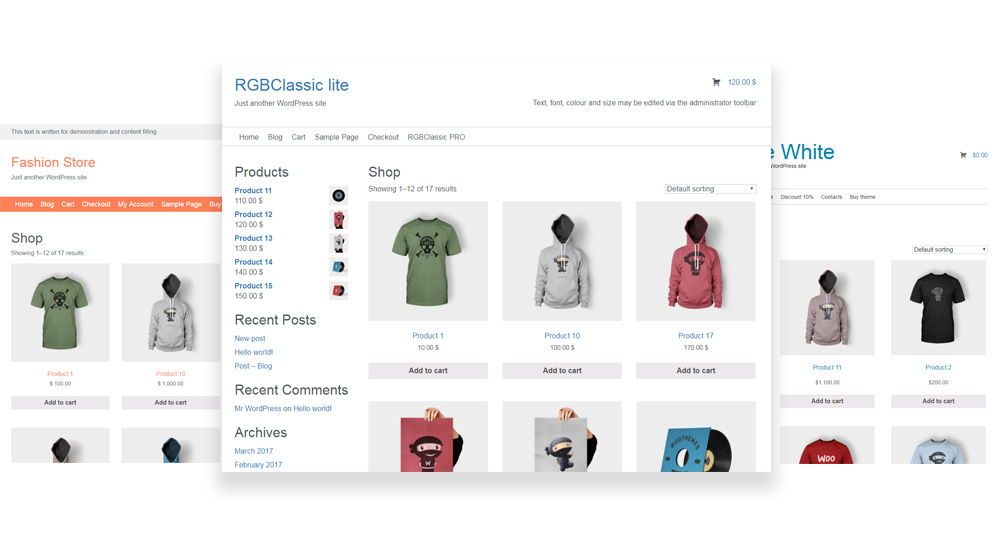 This text is written for demonstration and content filling.
Fashion Store
Just another WordPress site
Home Blog Cart Checkout My Account Sample Page Buy
Shop
Showing 1–12 of 17 results
Product 1
$ 100.00
Add to cart
Product 10
$ 1,000.00
Add to cart
RGBClassic lite
Just another WordPress site
120.00 $
Text, font, colour and size may be edited via the administrator toolbar
Home Blog Cart Sample Page Checkout RGBClassic PRO
Products
Product 11
110.00 $
Product 12
120.00 $
Product 13
130.00 $
Product 14
140.00 $
Product 15
150.00 $
Recent Posts
New post
Hello world!
Post – Blog
Recent Comments
Mr WordPress on Hello world!
Archives
March 2017
February 2017
Shop
Showing 1–12 of 17 results
Default sorting
Product 1
10.00 $
Add to cart
Product 10
100.00 $
Add to cart
Product 17
170.00 $
Add to cart
W
WOOTHEMES
e White
WordPress site
$0.00
e Discount 10% Contacts Buy theme
Default sorting
Product 11
$1,100.00
Add to cart
Product 2
$200.00
Add to cart
WOO